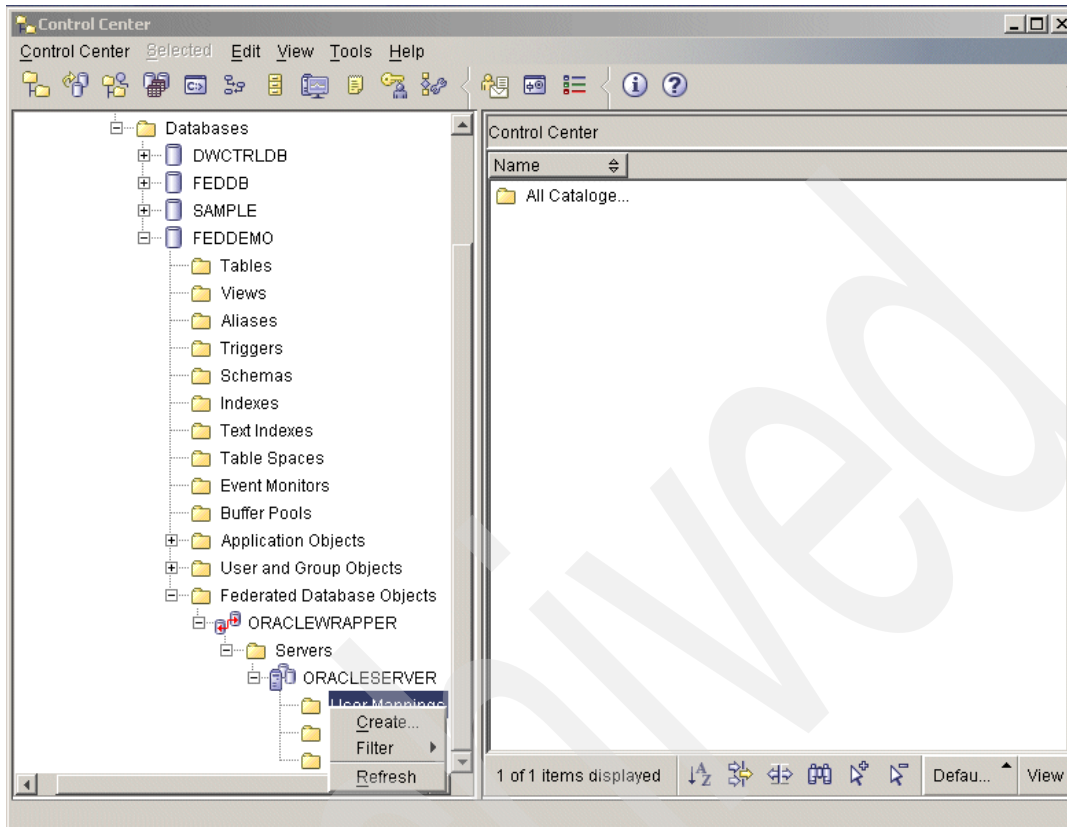 Control Center
Control Center Selected Edit View Tools Help
Databases
DWCTRLDB
FEDDB
SAMPLE
FEDDEMO
Tables
Views
Aliases
Triggers
Schemas
Indexes
Text Indexes
Table Spaces
Event Monitors
Buffer Pools
Application Objects
User and Group Objects
Federated Database Objects
ORACLEWRAPPER
Servers
ORACLESERVER
User Mappings
Create...
Filter
Refresh
Control Center
Name
All Cataloge...
1 of 1 items displayed
Defau...
View